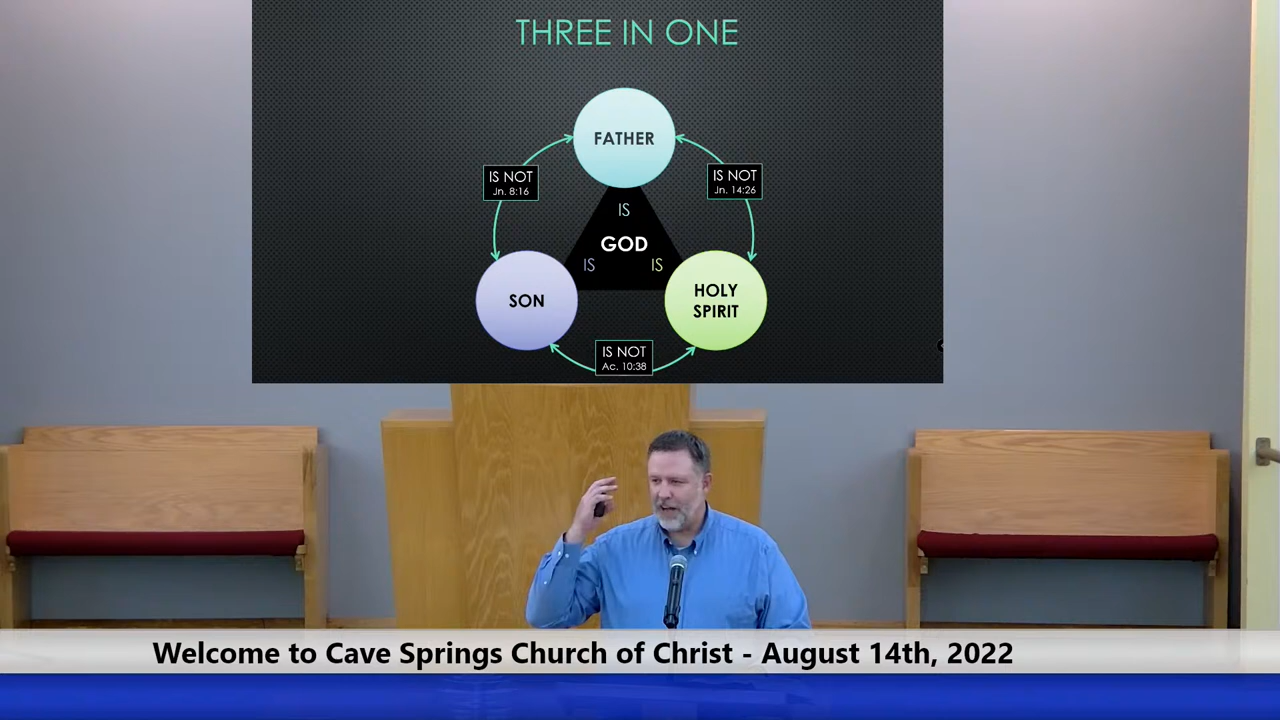 THREE IN ONE
FATHER
IS NOT
Jn. 8:16
IS NOT
Jn. 14:26
IS
GOD
IS
IS
SON
HOLY
SPIRIT
IS NOT
Ac. 10:38
Welcome to Cave Springs Church of Christ - August 14th, 2022